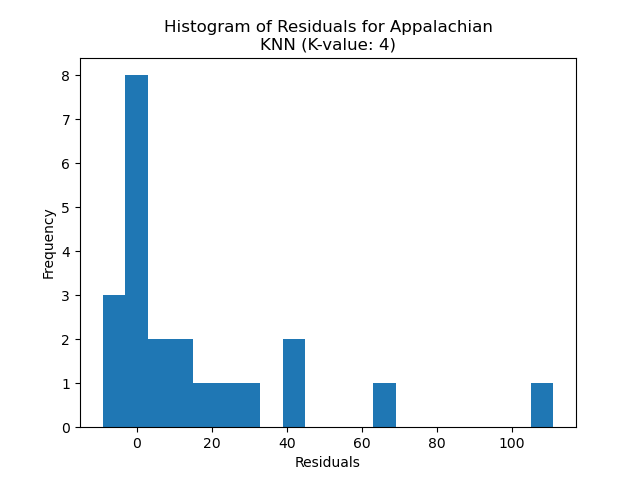 Histogram of Residuals for Appalachian
KNN (K-value: 4)
8
7
6
5
4
3
2
1
0
Frequency
0 20 40 60 80 100
Residuals